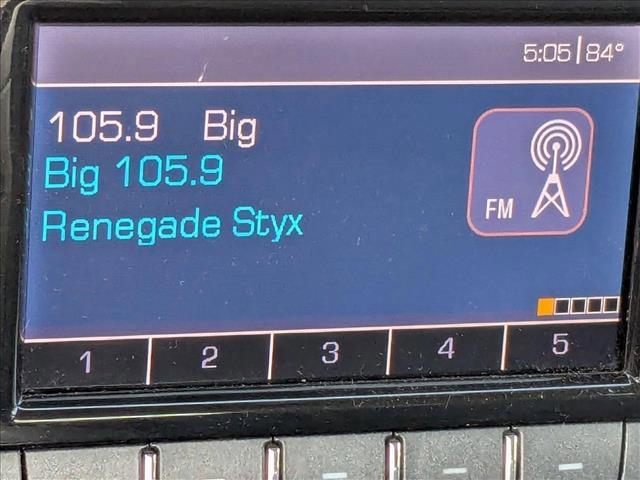 5:05 84°
105.9 Big
Big 105.9
Renegade Styx
FM
1 2 3 4 5